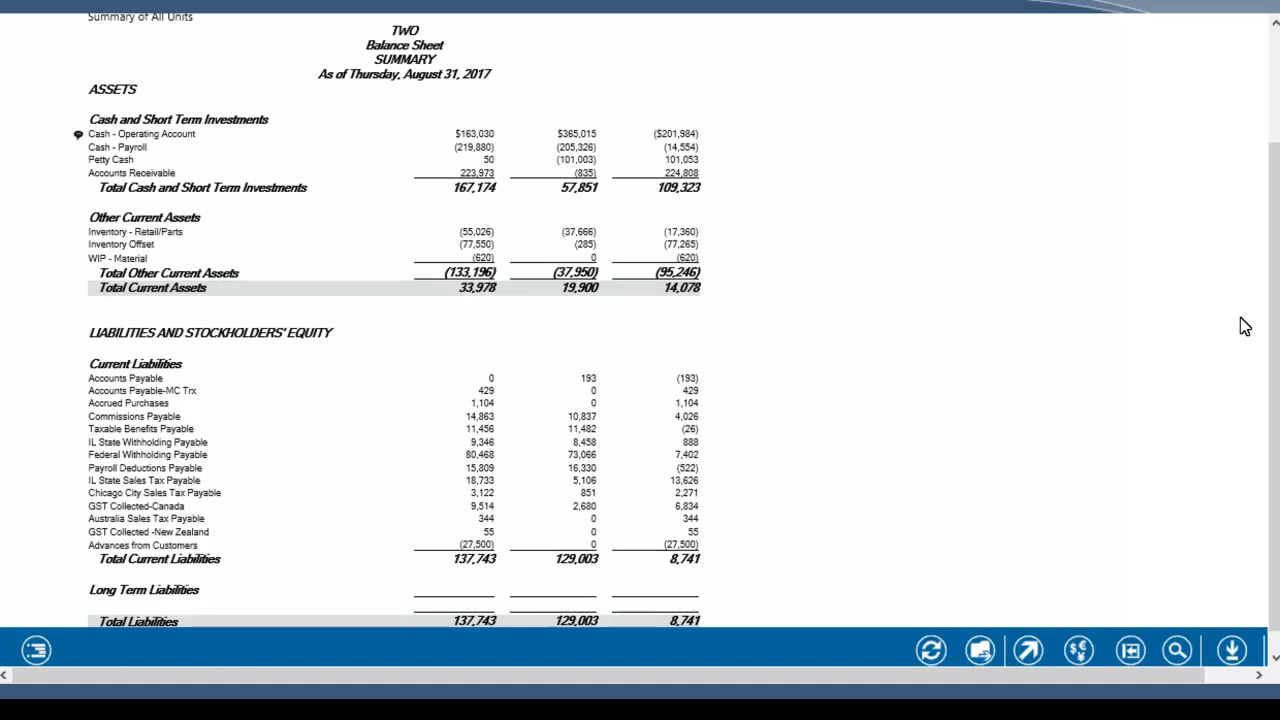 Summary of All Units
TWO
Balance Sheet
SUMMARY
As of Thursday, August 31, 2017
ASSETS
Cash and Short Term Investments
Cash - Operating Account $163,030 $365,015 ($201,984)
Cash - Payroll (219,880) (205,326) (14,554)
Petty Cash 50 (101,003) 101,053
Accounts Receivable 223,973 (835) 224,808
Total Cash and Short Term Investments 167,174 57,851 109,323
Other Current Assets
Inventory - Retail/Parts (55,026) (37,666) (17,360)
Inventory Offset (77,550) (285) (77,265)
WIP - Material (620) 0 (620)
Total Other Current Assets (133,196) (37,950) (95,246)
Total Current Assets 33,978 19,900 14,078
LIABILITIES AND STOCKHOLDERS' EQUITY
Current Liabilities
Accounts Payable 0 193 (193)
Accounts Payable-MC Trx 429 0 429
Accrued Purchases 1,104 0 1,104
Commissions Payable 14,863 10,837 4,026
Taxable Benefits Payable 11,456 11,482 (26)
IL State Withholding Payable 9,346 8,458 888
Federal Withholding Payable 80,468 73,066 7,402
Payroll Deductions Payable 15,809 16,330 (522)
IL State Sales Tax Payable 18,733 5,106 13,626
Chicago City Sales Tax Payable 3,122 851 2,271
GST Collected-Canada 9,514 2,680 6,834
Australia Sales Tax Payable 344 0 344
GST Collected -New Zealand 55 0 55
Advances from Customers (27,500) 0 (27,500)
Total Current Liabilities 137,743 129,003 8,741
Long Term Liabilities
Total Liabilities 137,743 129,003 8,741